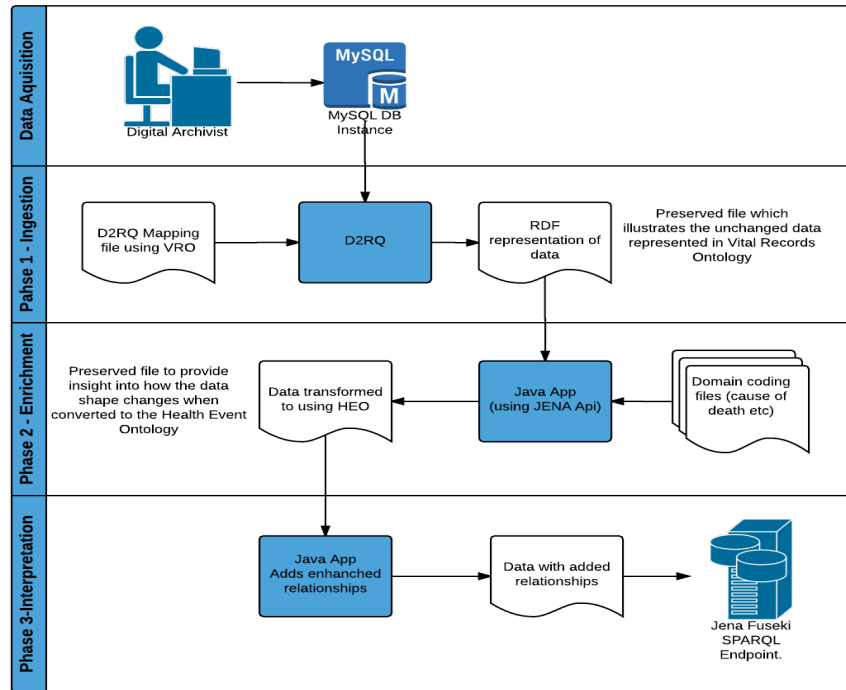 Data Aquisition
MySQL
M
Digital Archivist
MySQL DB
Instance
Pahse 1 - Ingestion
D2RQ Mapping
file using VRO
D2RQ
RDF
representation of
data
Preserved file which
illustrates the unchanged data
represented in Vital Records
Ontology
Phase 2 - Enrichment
Preserved file to provide
insight into how the data
shape changes when
converted to the Health Event
Ontology
Data transformed
to using HEO
Java App
(using JENA Api)
Domain coding
files (cause of
death etc)
Phase 3-Interpretation
Java App
Adds enhanched
relationships
Data with added
relationships
Jena Fuseki
SPARQL
Endpoint.